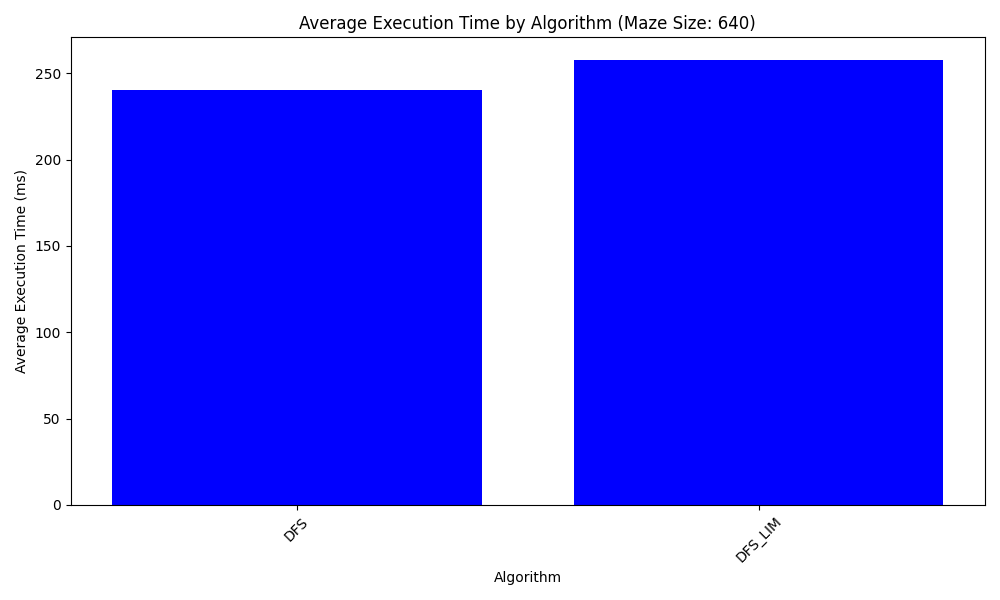 Average Execution Time by Algorithm (Maze Size: 640)
Average Execution Time (ms)
250
200
150
100
50
0
DFS
DFS_LIM
Algorithm